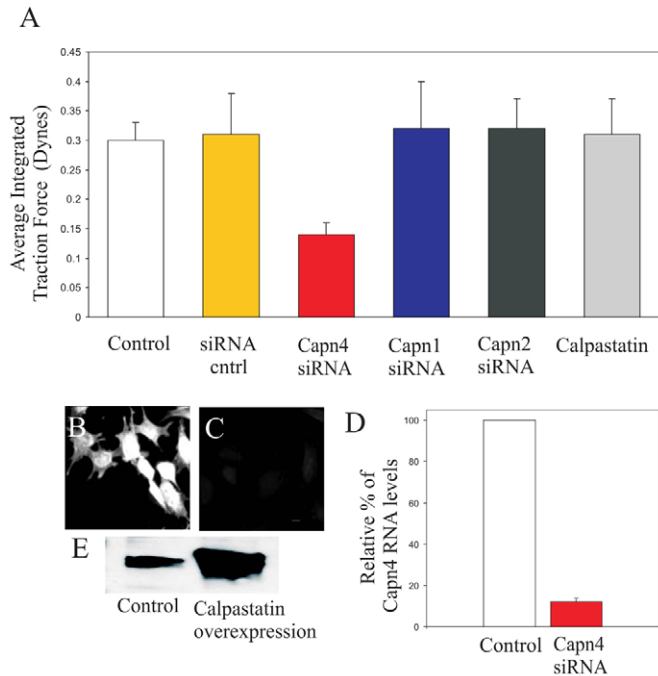 A
Average Integrated
Traction Force (Dynes)
0.45
0.4
0.35
0.3
0.25
0.2
0.15
0.1
0.05
0
Control
siRNA
cntrl
Capn4
siRNA
Capn1
siRNA
Capn2
siRNA
Calpastatin
B
C
D
Relative % of
Capn4 RNA levels
100
80
60
40
20
0
Control
Capn4
siRNA
E
Control
Calpastatin
overexpression